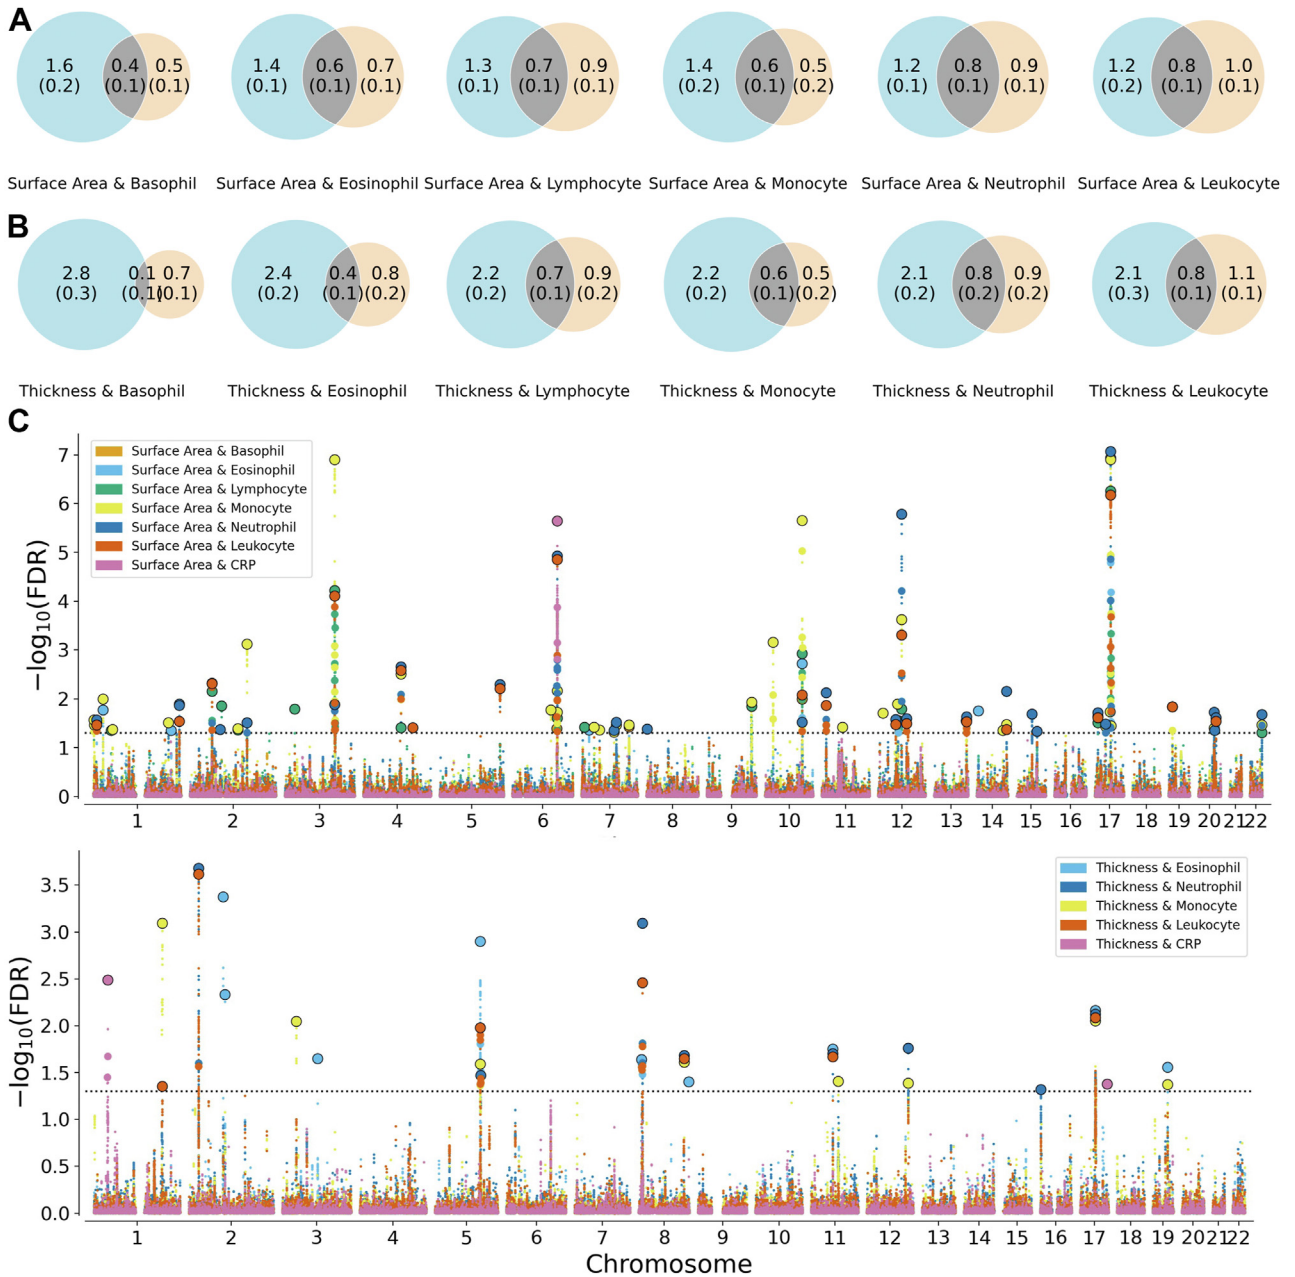 A
1.6 0.4 0.5
(0.2) (0.1) (0.1)
Surface Area & Basophil
1.4 0.6 0.7
(0.1) (0.1) (0.1)
Surface Area & Eosinophil
1.3 0.7 0.9
(0.1) (0.1) (0.1)
Surface Area & Lymphocyte
1.4 0.6 0.5
(0.2) (0.1) (0.2)
Surface Area & Monocyte
1.2 0.8 0.9
(0.1) (0.1) (0.1)
Surface Area & Neutrophil
1.2 0.8 1.0
(0.2) (0.1) (0.1)
Surface Area & Leukocyte
B
2.8 0.1 0.7
(0.3) (0.1) (0.1)
Thickness & Basophil
2.4 0.4 0.8
(0.2) (0.1) (0.2)
Thickness & Eosinophil
2.2 0.7 0.9
(0.2) (0.1) (0.2)
Thickness & Lymphocyte
2.2 0.6 0.5
(0.2) (0.1) (0.2)
Thickness & Monocyte
2.1 0.8 0.9
(0.2) (0.2) (0.2)
Thickness & Neutrophil
2.1 0.8 1.1
(0.3) (0.1) (0.1)
Thickness & Leukocyte
C
−log10(FDR)
7
6
5
4
3
2
1
0
Surface Area & Basophil
Surface Area & Eosinophil
Surface Area & Lymphocyte
Surface Area & Monocyte
Surface Area & Neutrophil
Surface Area & Leukocyte
Surface Area & CRP
1 2 3 4 5 6 7 8 9 10 11 12 13 14 15 16 17 18 19 20 21 22
−log10(FDR)
3.5
3.0
2.5
2.0
1.5
1.0
0.5
0.0
Thickness & Eosinophil
Thickness & Neutrophil
Thickness & Monocyte
Thickness & Leukocyte
Thickness & CRP
1 2 3 4 5 6 7 8 9 10 11 12 13 14 15 16 17 18 19 20 21 22
Chromosome